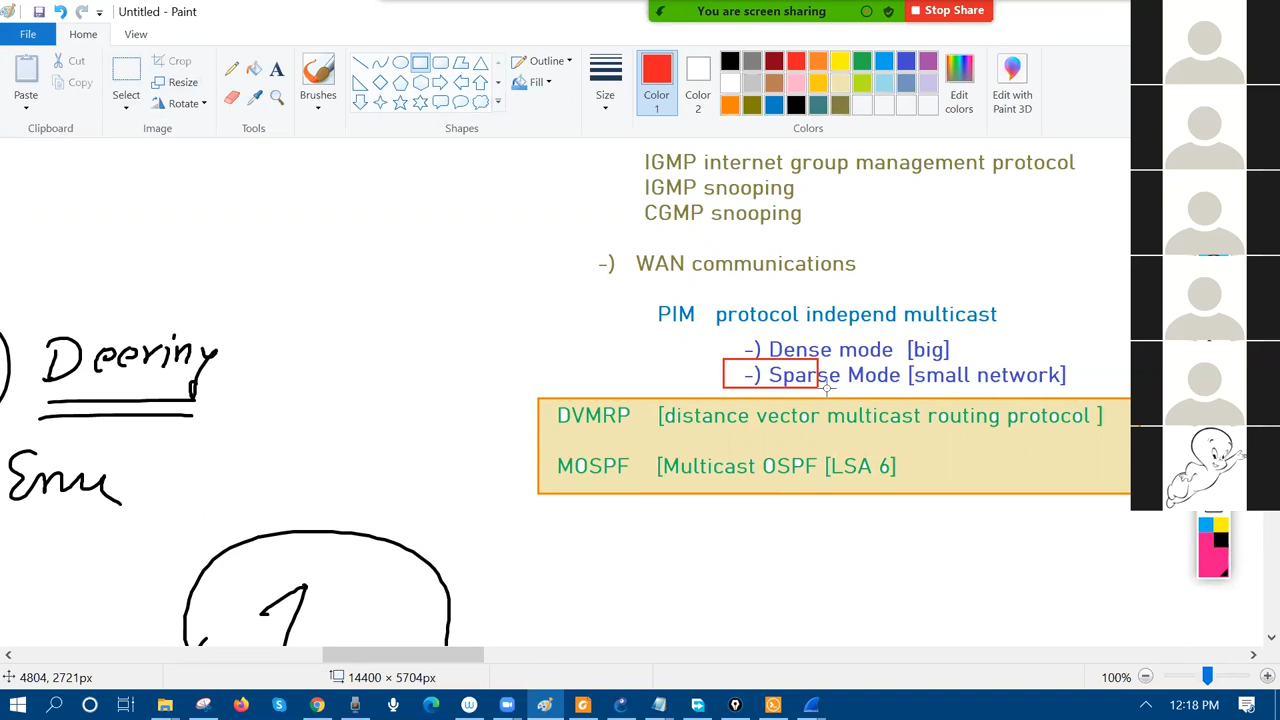 Untitled - Paint
You are screen sharing
Stop Share
File
Home
View
Paste
Cut
Copy
Clipboard
Select
Crop
Resize
Rotate
Image
Tools
Brushes
Outline
Fill
Shapes
Size
Color 1
Color 2
Edit colors
Edit with Paint 3D
Colors
IGMP internet group management protocol
IGMP snooping
CGMP snooping
-) WAN communications
PIM protocol independ multicast
-) Dense mode [big]
-) Sparse Mode [small network]
DVMRP [distance vector multicast routing protocol ]
MOSPF [Multicast OSPF [LSA 6]
Deering
1
4804, 2721px
14400 × 5704px
100%
12:18 PM